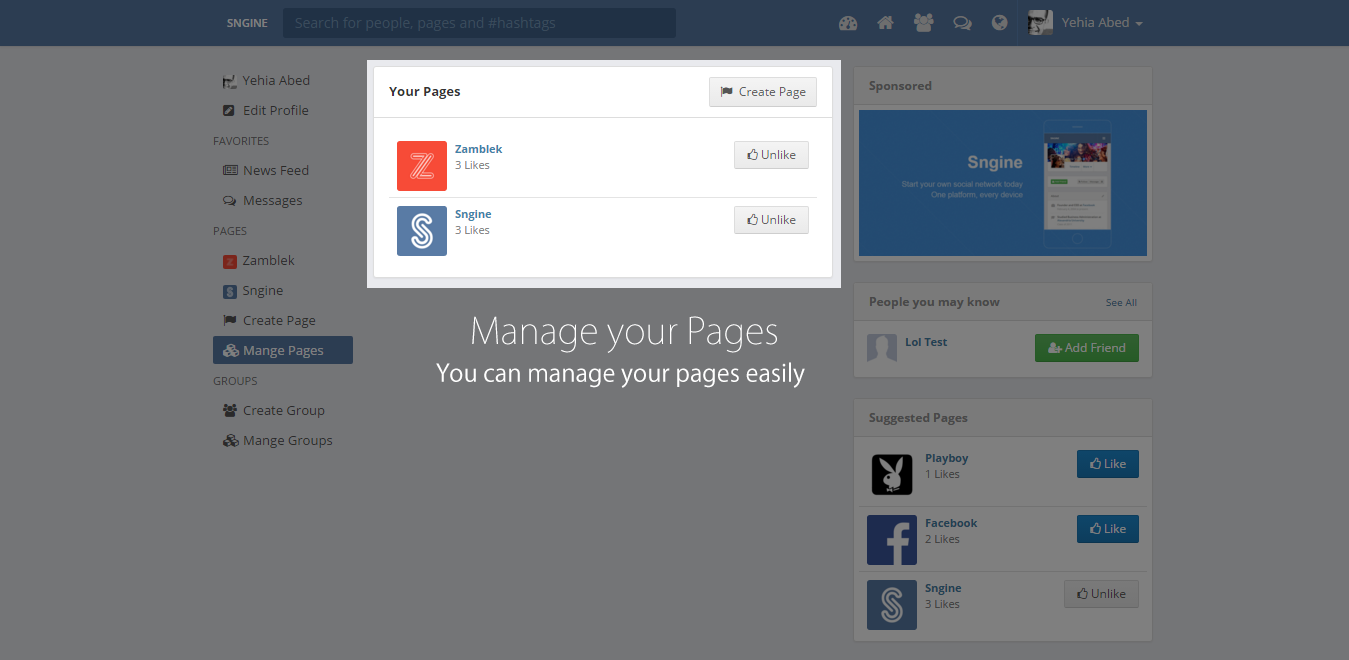 SNGINE
Search for people, pages and #hashtags
Yehia Abed
Yehia Abed
Edit Profile
FAVORITES
News Feed
Messages
PAGES
Zamblek
Sngine
Create Page
Mange Pages
GROUPS
Create Group
Mange Groups
Your Pages
Create Page
Zamblek
3 Likes
Unlike
Sngine
3 Likes
Unlike
Manage your Pages
You can manage your pages easily
Sponsored
Sngine
Start your own social network today
One platform, every device
People you may know
See All
Lol Test
Add Friend
Suggested Pages
Playboy
1 Likes
Like
Facebook
2 Likes
Like
Sngine
3 Likes
Unlike